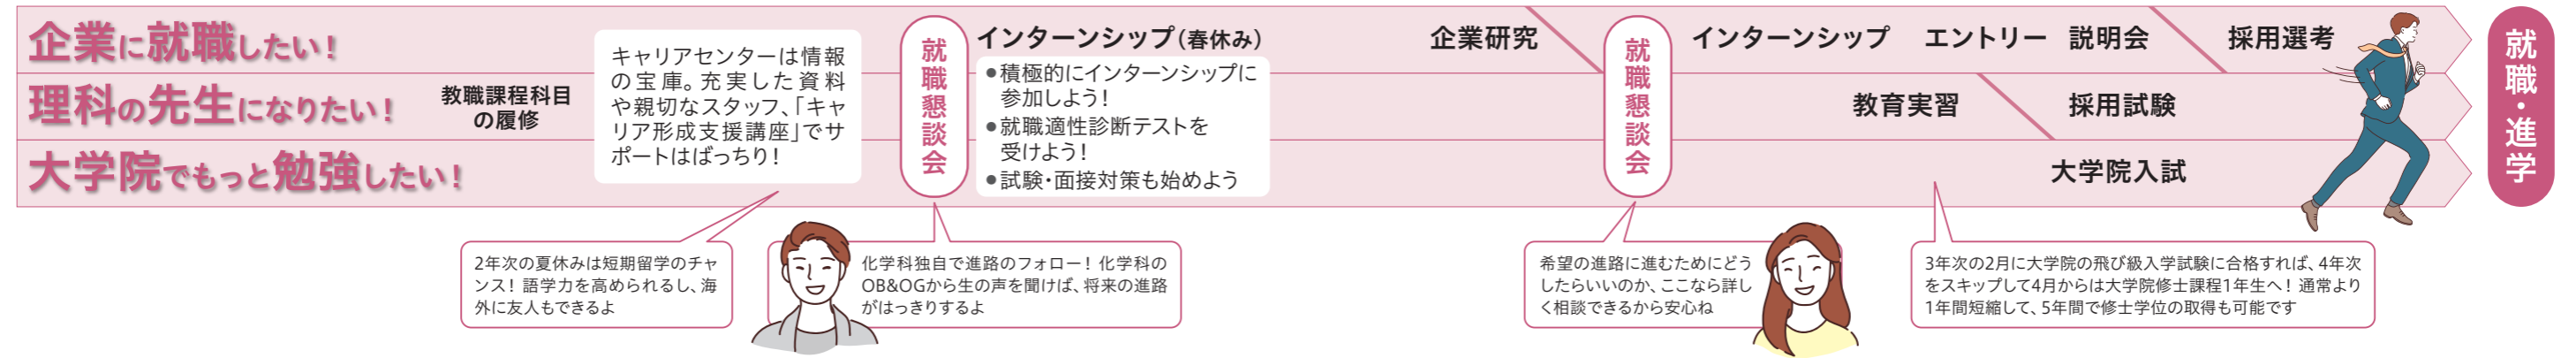 企業に就職したい！
理科の先生になりたい！
大学院でもっと勉強したい！
教職課程科目
の履修
キャリアセンターは情報
の宝庫。充実した資料
や親切なスタッフ、「キャ
リア形成支援講座」でサ
ポートはばっちり！
就職懇談会
インターンシップ（春休み）
●積極的にインターンシップに
参加しよう！
●就職適性診断テストを
受けよう！
●試験・面接対策も始めよう
企業研究
就職懇談会
インターンシップ
エントリー
説明会
採用選考
教育実習
採用試験
大学院入試
就職・進学
2年次の夏休みは短期留学のチャ
ンス！ 語学力を高められるし、海
外に友人もできるよ
化学科独自で進路のフォロー！ 化学科の
OB&OGから生の声を聞けば、将来の進路
がはっきりするよ
希望の進路に進むためにどう
したらいいのか、ここなら詳し
く相談できるから安心ね
3年次の2月に大学院の飛び級入学試験に合格すれば、4年次
をスキップして4月からは大学院修士課程1年生へ！ 通常より
1年間短縮して、5年間で修士学位の取得も可能です